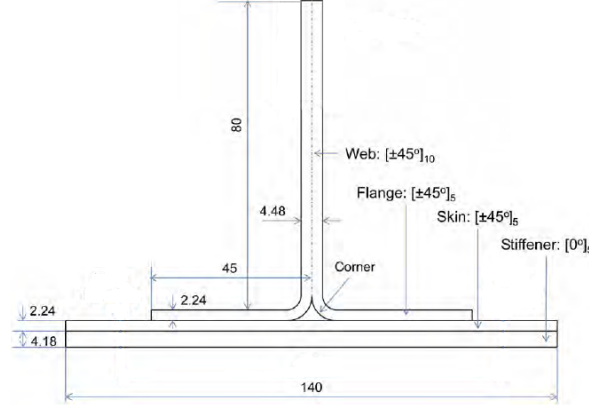 80
Web: [±45°]₁₀
Flange: [±45°]₅
4.48
Skin: [±45°]₅
Stiffener: [0°]
45
Corner
2.24
2.24
4.18
140